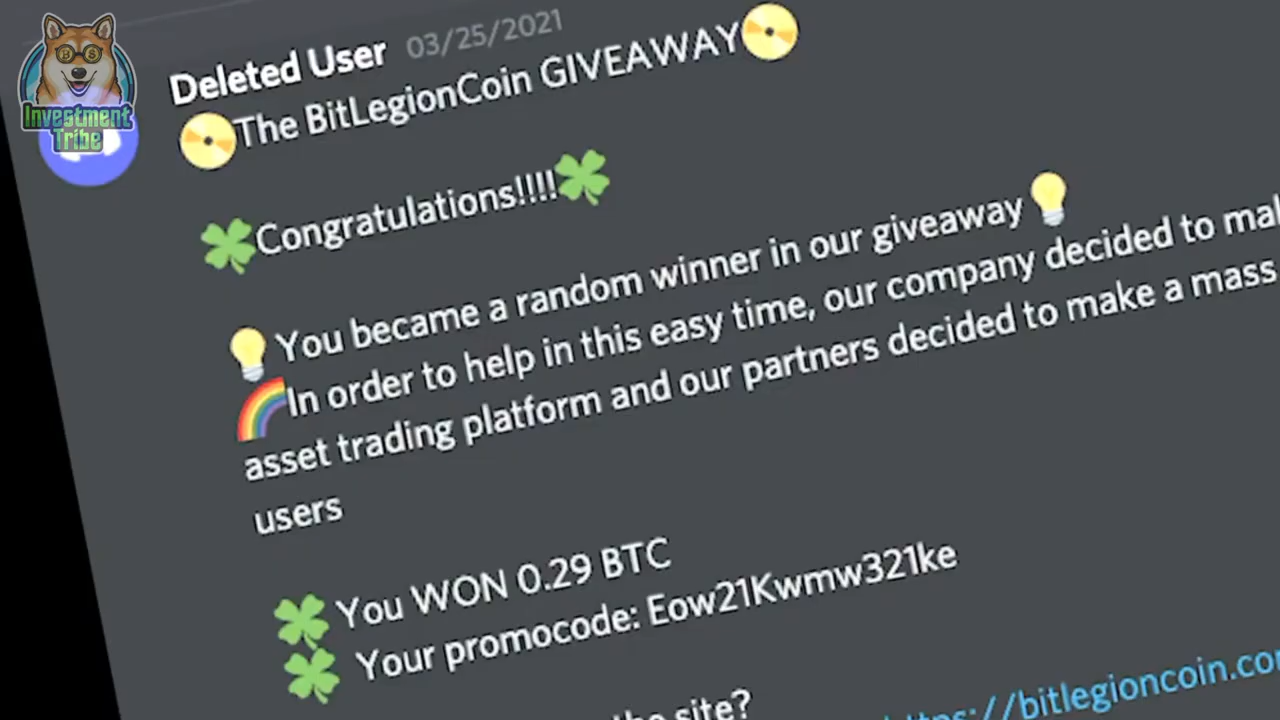 Investment
Tribe
Deleted User 03/25/2021
The BitLegionCoin GIVEAWAY
Congratulations!!!!
You became a random winner in our giveaway
In order to help in this easy time, our company decided to
asset trading platform and our partners decided to make a mass
users
You WON 0.29 BTC
Your promocode: Eow21Kwmw321ke
the site? https://bitlegioncoin.co